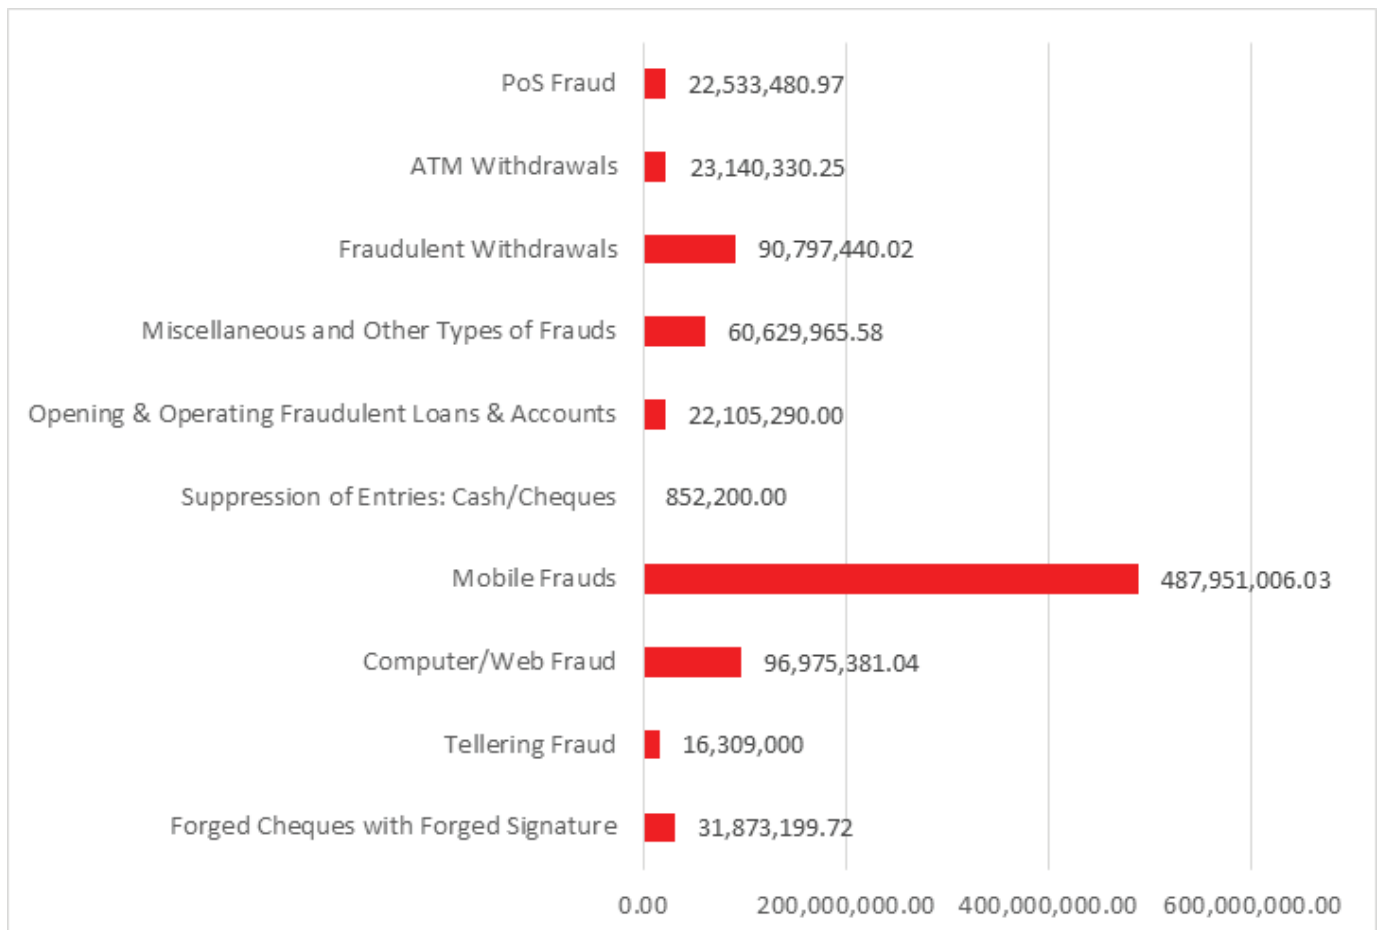 PoS Fraud 22,533,480.97
ATM Withdrawals 23,140,330.25
Fraudulent Withdrawals 90,797,440.02
Miscellaneous and Other Types of Frauds 60,629,965.58
Opening & Operating Fraudulent Loans & Accounts 22,105,290.00
Suppression of Entries: Cash/Cheques 852,200.00
Mobile Frauds 487,951,006.03
Computer/Web Fraud 96,975,381.04
Tellering Fraud 16,309,000
Forged Cheques with Forged Signature 31,873,199.72
0.00 200,000,000.00 400,000,000.00 600,000,000.00